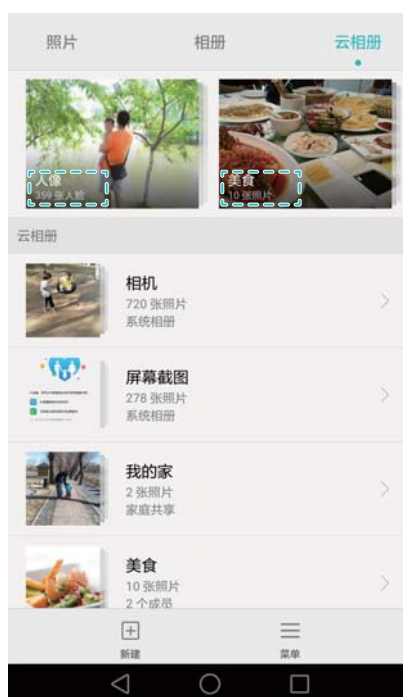 照片
相册
云相册
人像
359 张人脸
美食
10 张照片
云相册
相机
720 张照片
系统相册
屏幕截图
278 张照片
系统相册
我的家
2 张照片
家庭共享
美食
10 张照片
2 个成员
新建
菜单